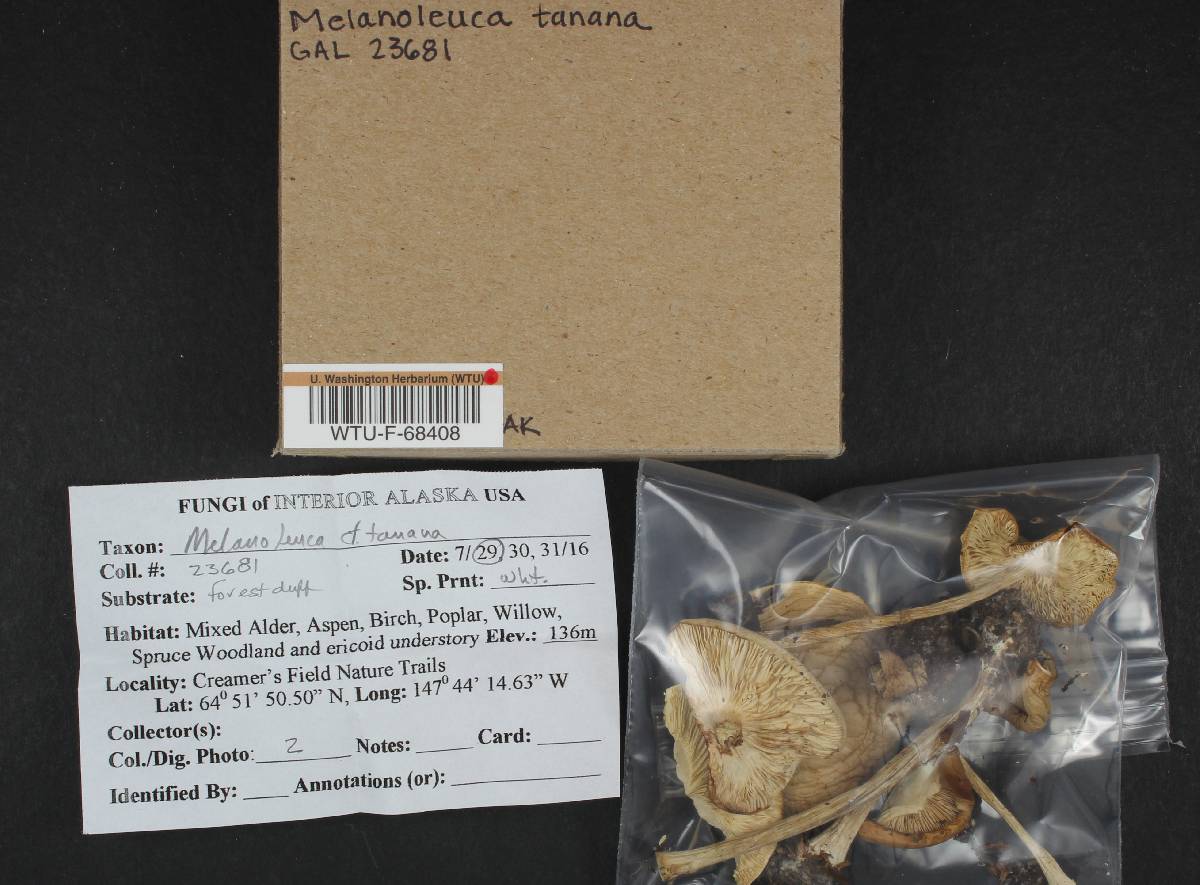 Melanoleuca tanana
GAL 23681
U. Washington Herbarium (WTU)
WTU-F-68408
AK
FUNGI of INTERIOR ALASKA USA
Taxon: Melanoleuca cf tanana
Coll. #: 23681 Date: 7/29, 30, 31/16
Substrate: forest duff Sp. Prnt: wht.
Habitat: Mixed Alder, Aspen, Birch, Poplar, Willow,
Spruce Woodland and ericoid understory Elev.: 136m
Locality: Creamer's Field Nature Trails
Lat: 64⁰ 51' 50.50" N, Long: 147⁰ 44' 14.63" W
Collector(s):
Col./Dig. Photo: 2 Notes: Card:
Identified By: Annotations (or):